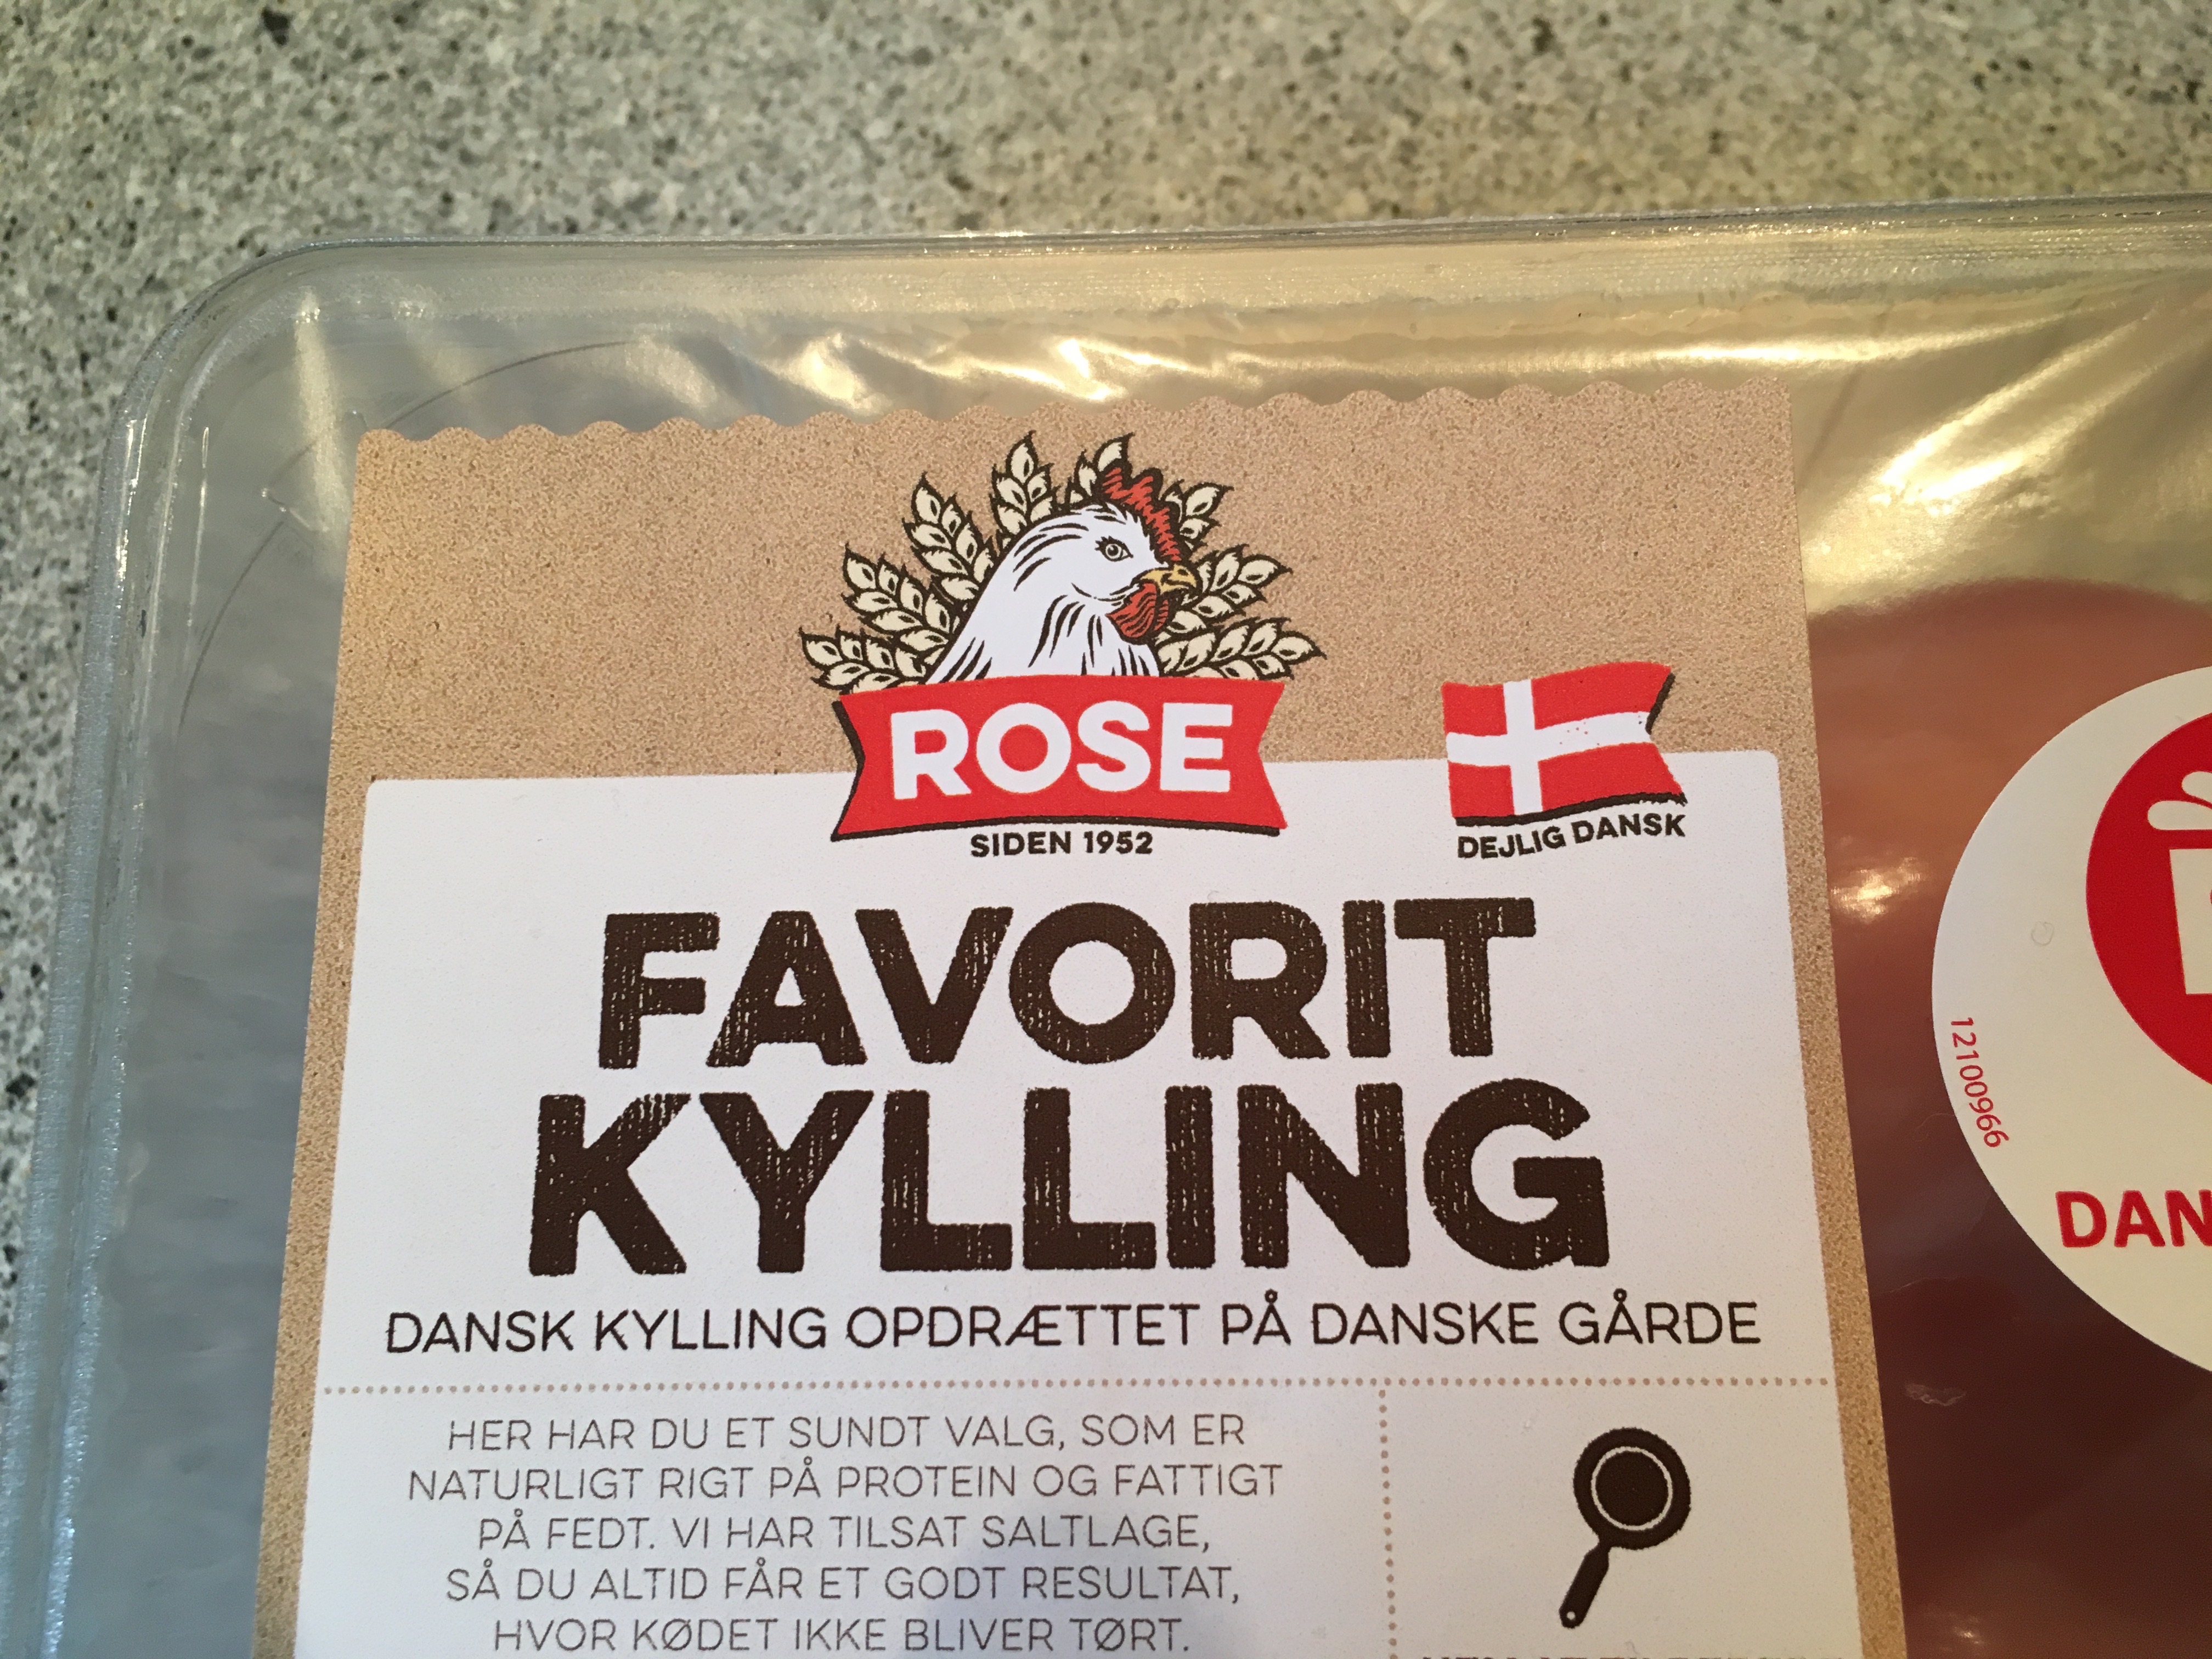 ROSE
SIDEN 1952
DEJLIG DANSK
FAVORIT
KYLLING
DANSK KYLLING OPDRÆTTET PÅ DANSKE GÅRDE
HER HAR DU ET SUNDT VALG, SOM ER
NATURLIGT RIGT PÅ PROTEIN OG FATTIGT
PÅ FEDT. VI HAR TILSAT SALTLAGE,
SÅ DU ALTID FÅR ET GODT RESULTAT,
HVOR KØDET IKKE BLIVER TØRT.
12100966
DAN